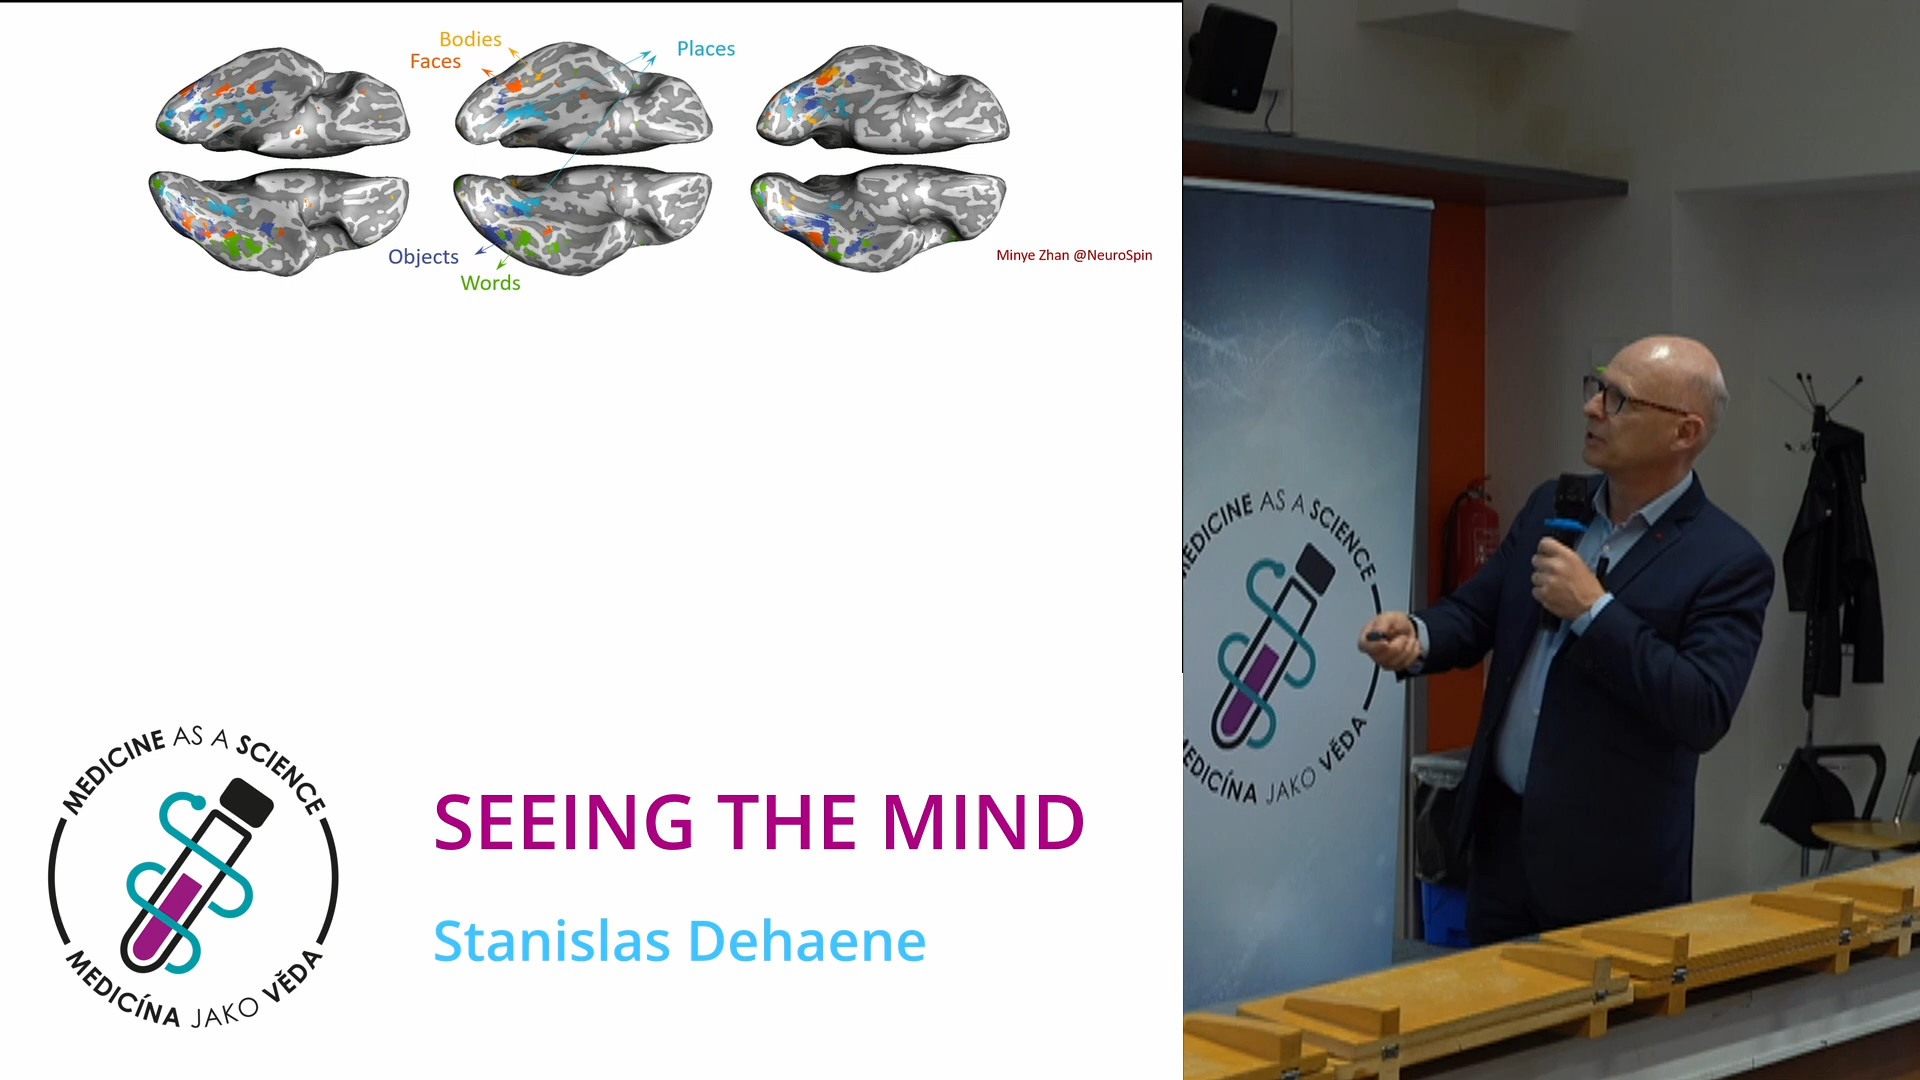 Bodies
Faces
Places
Objects
Words
Minye Zhan @NeuroSpin
MEDICINE AS A SCIENCE
MEDICÍNA JAKO VĚDA
SEEING THE MIND
Stanislas Dehaene
MEDICINE AS A SCIENCE
MEDICÍNA JAKO VĚDA